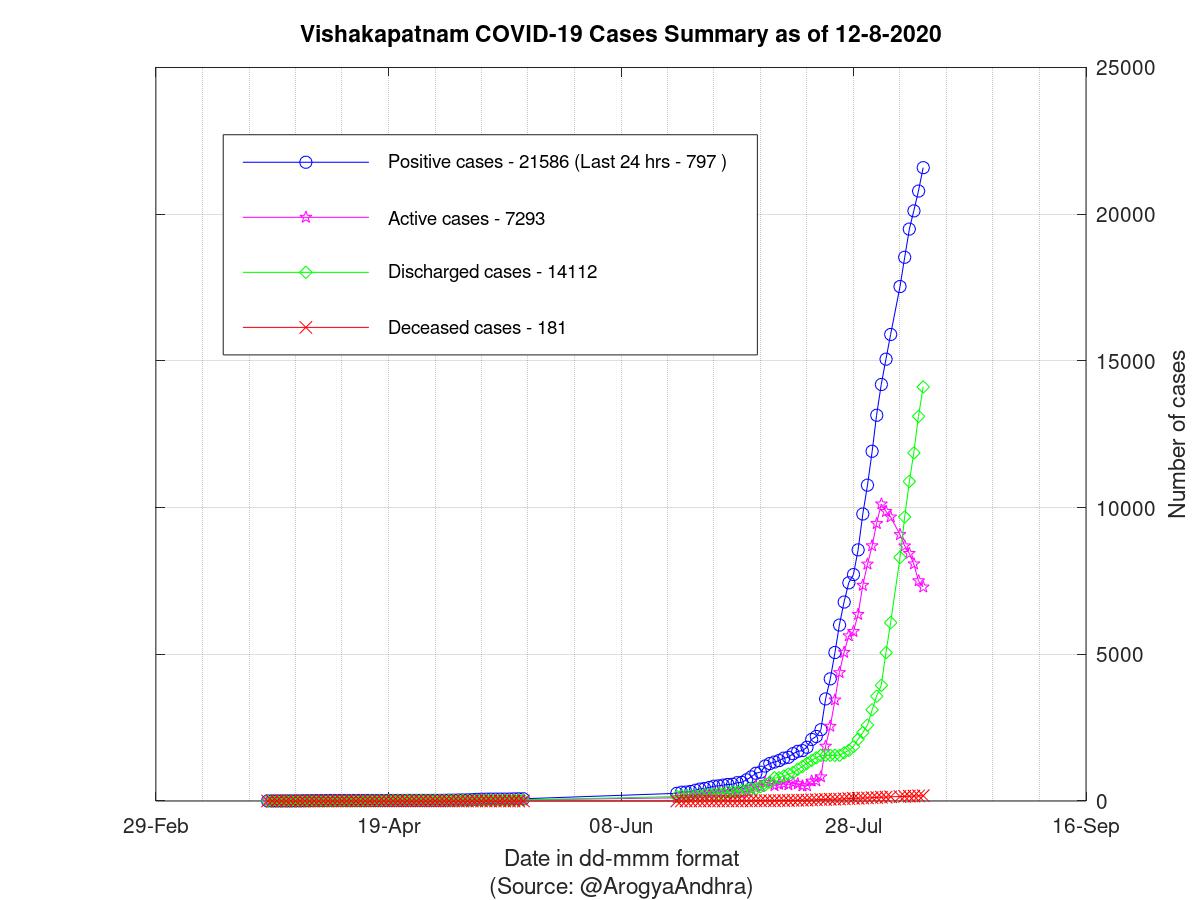 Vishakapatnam COVID-19 Cases Summary as of 12-8-2020
25000
20000
15000
10000
5000
0
Number of cases
Positive cases - 21586 (Last 24 hrs - 797 )
Active cases - 7293
Discharged cases - 14112
Deceased cases - 181
29-Feb 19-Apr 08-Jun 28-Jul 16-Sep
Date in dd-mmm format
(Source: @ArogyaAndhra)